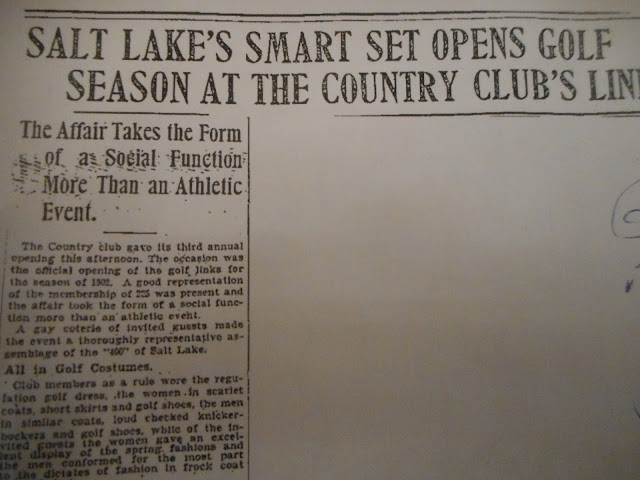 SALT LAKE'S SMART SET OPENS GOLF
SEASON AT THE COUNTRY CLUB'S LIN
The Affair Takes the Form
of a Social Function
More Than an Athletic
Event.
The Country club gave its third annual
opening this afternoon. The occasion was
the official opening of the golf links for
the season of 1902. A good representation
of the membership of 225 was present and
the affair took the form of a social func-
tion more than an athletic event.
A gay coterie of invited guests made
the event a thoroughly representative as-
semblage of the "400" of Salt Lake.
All in Golf Costumes.
Club members as a rule wore the regu-
lation golf dress, the women in scarlet
coats, short skirts and golf shoes, the men
in similar coats, loud checked knicker-
bockers and golf shoes, while of the in-
vited guests the women gave an excel-
lent display of the spring fashions and
the men conformed for the most part
to the dictates of fashion in frock coat